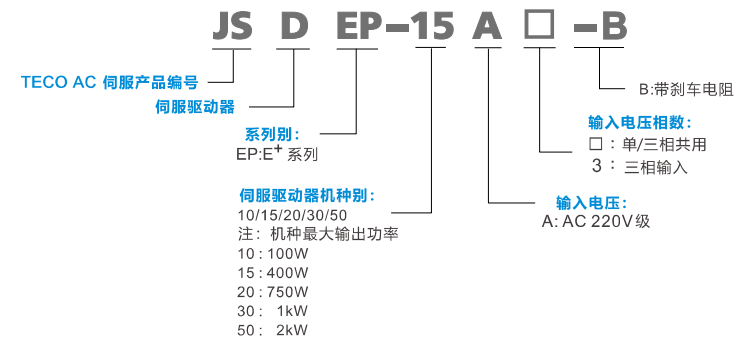 JS D EP-15 A □ -B
TECO AC 伺服产品编号
B:带刹车电阻
伺服驱动器
输入电压相数：
系列别：
□：单/三相共用
EP:E+ 系列
3：三相输入
伺服驱动器机种别：
输入电压：
10/15/20/30/50
A: AC 220V级
注：机种最大输出功率
10 : 100W
15 : 400W
20 : 750W
30 : 1kW
50 : 2kW